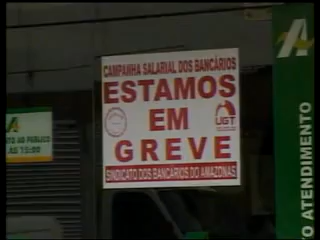 CAMPANHA SALARIAL DOS BANCÁRIOS
ESTAMOS
EM
GREVE
UGT
SINDICATO DOS BANCÁRIOS DO AMAZONAS
AO PÚBLICO
ÀS 15:00
ATENDIMENTO